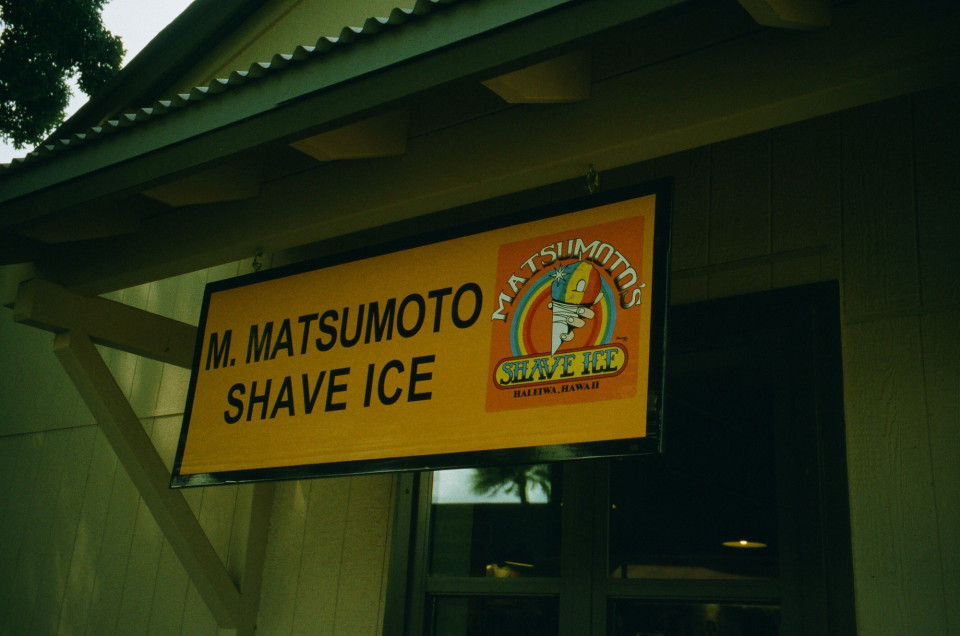 M. MATSUMOTO
SHAVE ICE
MATSUMOTO'S
SHAVE ICE
HALEIWA, HAWAII